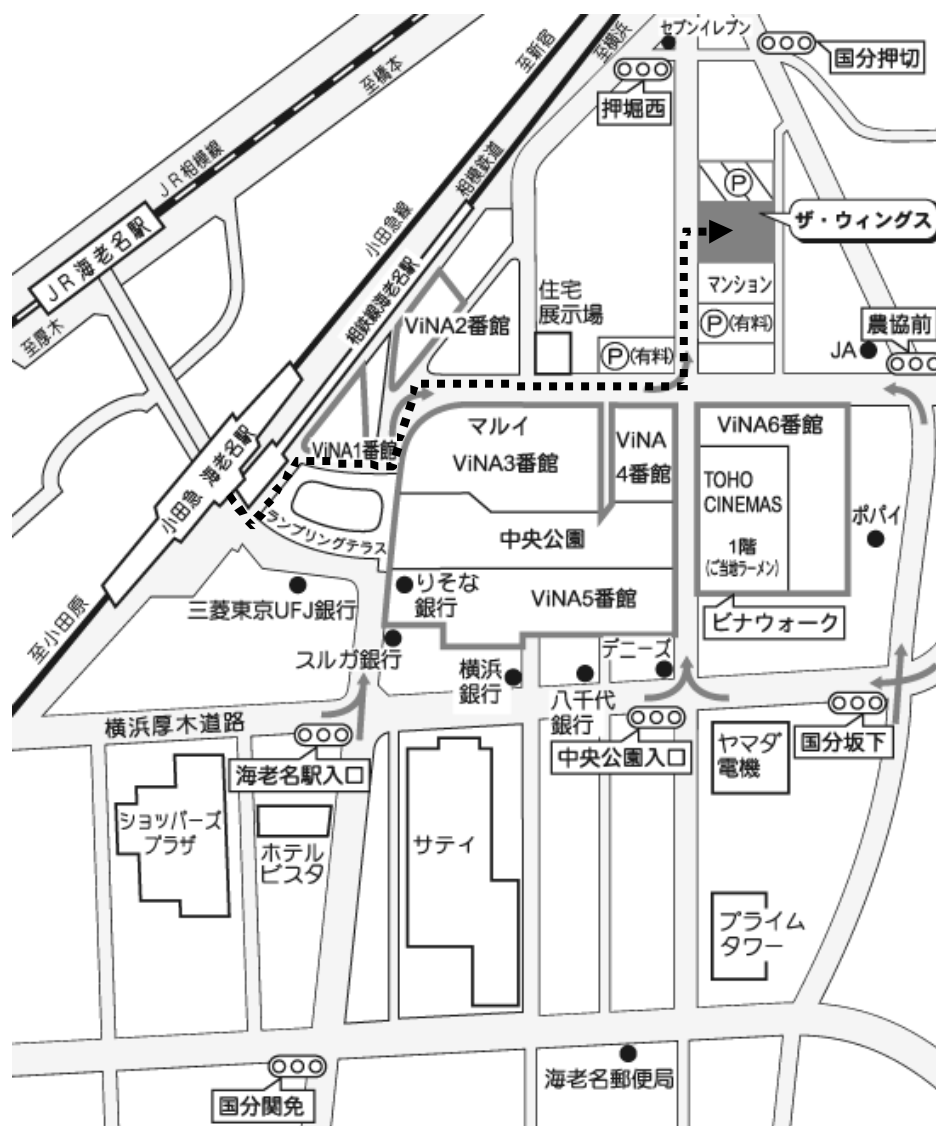 セブンイレブン
国分押切
押堀西
至新宿
至横浜
至橋本
JR相模線
相模鉄道
小田急線
JR海老名駅
至厚木
相鉄線海老名駅
P
ザ・ウィングス
マンション
P(有料)
住宅
展示場
P(有料)
農協前
JA
ViNA2番館
ViNA1番館
マルイ
ViNA3番館
ViNA
4番館
ViNA6番館
TOHO
CINEMAS
1階
(ご当地ラーメン)
ポパイ
小田急 海老名駅
ランブリングテラス
中央公園
りそな
銀行
ViNA5番館
ビナウォーク
三菱東京UFJ銀行
至小田原
スルガ銀行
横浜
銀行
デニーズ
八千代
銀行
横浜厚木道路
海老名駅入口
中央公園入口
国分坂下
ヤマダ
電機
ショッパーズ
プラザ
ホテル
ビスタ
サティ
プライム
タワー
海老名郵便局
国分関免